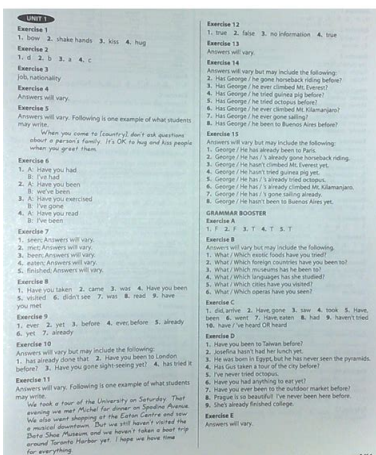 UNIT 1
Exercise 1
1. bow 2. shake hands 3. kiss 4. hug
Exercise 2
1. d 2. b 3. a 4. c
Exercise 3
job, nationality
Exercise 4
Answers will vary.
Exercise 5
Answers will vary. Following is one example of what students
may write.
When you come to [country], don't ask questions
about a person's family. It's OK to hug and kiss people
when you greet them.
Exercise 6
1. A: Have you had
B: I've had
2. A: Have you been
B: we've been
3. A: Have you exercised
B: I've gone
4. A: Have you read
B: I've been
Exercise 7
1. seen; Answers will vary.
2. met; Answers will vary.
3. been; Answers will vary.
4. eaten; Answers will vary.
5. finished; Answers will vary.
Exercise 8
1. Have you taken 2. came 3. was 4. Have you been
5. visited 6. didn't see 7. was 8. read 9. have
you met
Exercise 9
1. ever 2. yet 3. before 4. ever, before 5. already
6. yet 7. already
Exercise 10
Answers will vary but may include the following:
1. has already done that 2. Have you been to London
before? 3. Have you gone sight-seeing yet? 4. has tried it
Exercise 11
Answers will vary. Following is one example of what students
may write.
We took a tour of the University on Saturday. That
evening we met Michel for dinner on Spadina Avenue.
We also went shopping at the Eaton Centre and saw
a musical downtown. But we still haven't visited the
Bata Shoe Museum, and we haven't taken a boat trip
around Toronto Harbor yet. I hope we have time
for everything.
Exercise 12
1. true 2. false 3. no information 4. true
Exercise 13
Answers will vary.
Exercise 14
Answers will vary but may include the following:
2. Has George / he gone horseback riding before?
3. Has George / he ever climbed Mt. Everest?
4. Has George / he tried guinea pig before?
5. Has George / he tried octopus before?
6. Has George / he ever climbed Mt. Kilimanjaro?
7. Has George / he ever gone sailing?
8. Has George / he been to Buenos Aires before?
Exercise 15
1. George / He has already been to Paris.
2. George / He has / 's already gone horseback riding.
3. George / He hasn't climbed Mt. Everest yet.
4. George / He hasn't tried guinea pig yet.
5. George / He has / 's already tried octopus.
6. George / He has / 's already climbed Mt. Kilamanjaro.
7. George / He has / 's gone sailing already.
8. George / He hasn't been to Buenos Aires yet.
GRAMMAR BOOSTER
Exercise A
1. F 2. F 3. T 4. T 5. T
Exercise B
Answers will vary but may include the following.
1. What / Which exotic foods have you tried?
2. What / Which foreign countries have you been to?
3. What / Which museums has he been to?
4. What / Which languages has she studied?
5. What / Which cities have you visited?
6. What / Which operas have you seen?
Exercise C
1. did, arrive 2. Have, gone 3. saw 4. took 5. Have,
been 6. went 7. Have, eaten 8. had 9. haven't tried
10. have / 've heard OR heard
Exercise D
1. Have you been to Taiwan before?
2. Josefina hasn't had her lunch yet.
3. He was born in Egypt, but he has never seen the pyramids.
4. Has Gus taken a tour of the city before?
5. I've never tried octopus.
6. Have you had anything to eat yet?
7. Have you ever been to the outdoor market before?
8. Prague is so beautiful! I've never been here before.
9. She's already finished college.
Exercise E
Answers will vary.